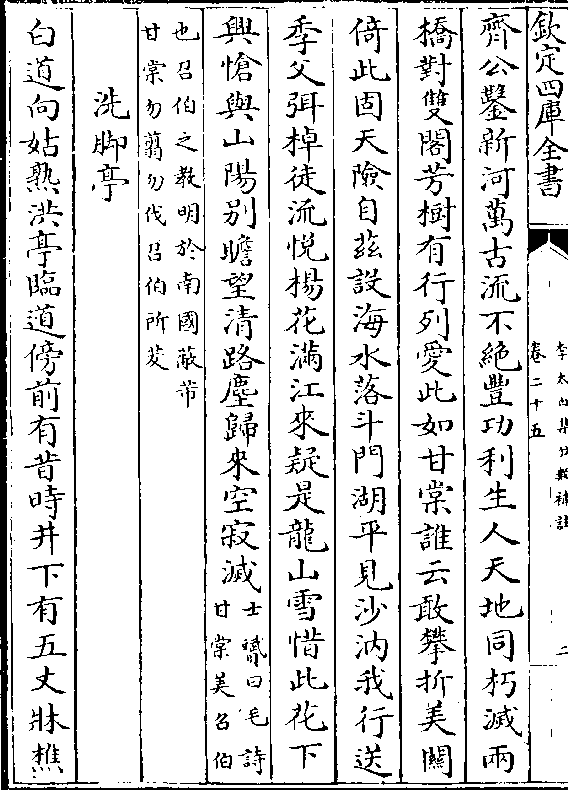 欽定四庫全書
李太白集分類補註
卷二十五
二
齊公鑿新河萬古流不絶豐功利生人天地同朽滅兩
橋對雙閣芳樹有行列愛此如甘棠誰云敢攀折美關
倚此固天險自兹設海水落斗門湖平見沙汭我行送
季父弭棹徒流悦楊花滿江來疑是龍山雪惜此花下
興愴與山陽别瞻望清路塵歸來空寂滅
士贇曰毛詩
甘棠美召伯
也召伯之教明於南國蔽芾
甘棠勿翦勿伐召伯所茇
洗脚亭
白道向姑熟洪亭臨道傍前有昔時井下有五丈牀樵